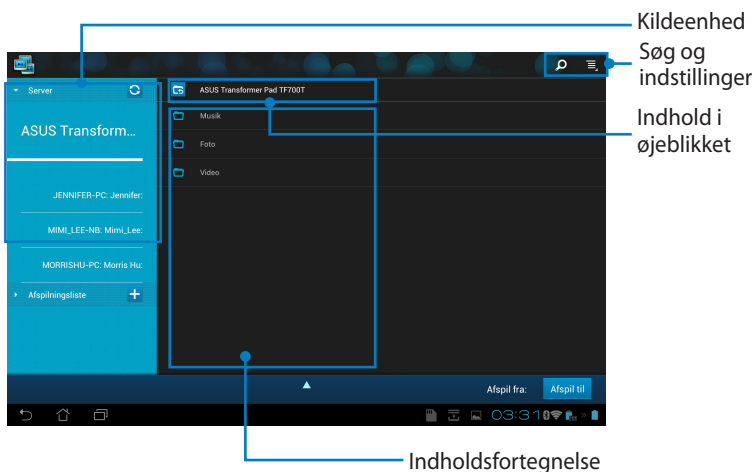 Kildeenhed
Søg og
indstillinger
Indhold i
øjeblikket
Server
ASUS Transform...
JENNIFER-PC: Jennifer:
MIMI_LEE-NB: Mimi_Lee:
MORRISHU-PC: Morris Hu:
Afspilningsliste
ASUS Transformer Pad TF700T
Musik
Foto
Video
Afspil fra:
Afspil til
03:31
Indholdsfortegnelse